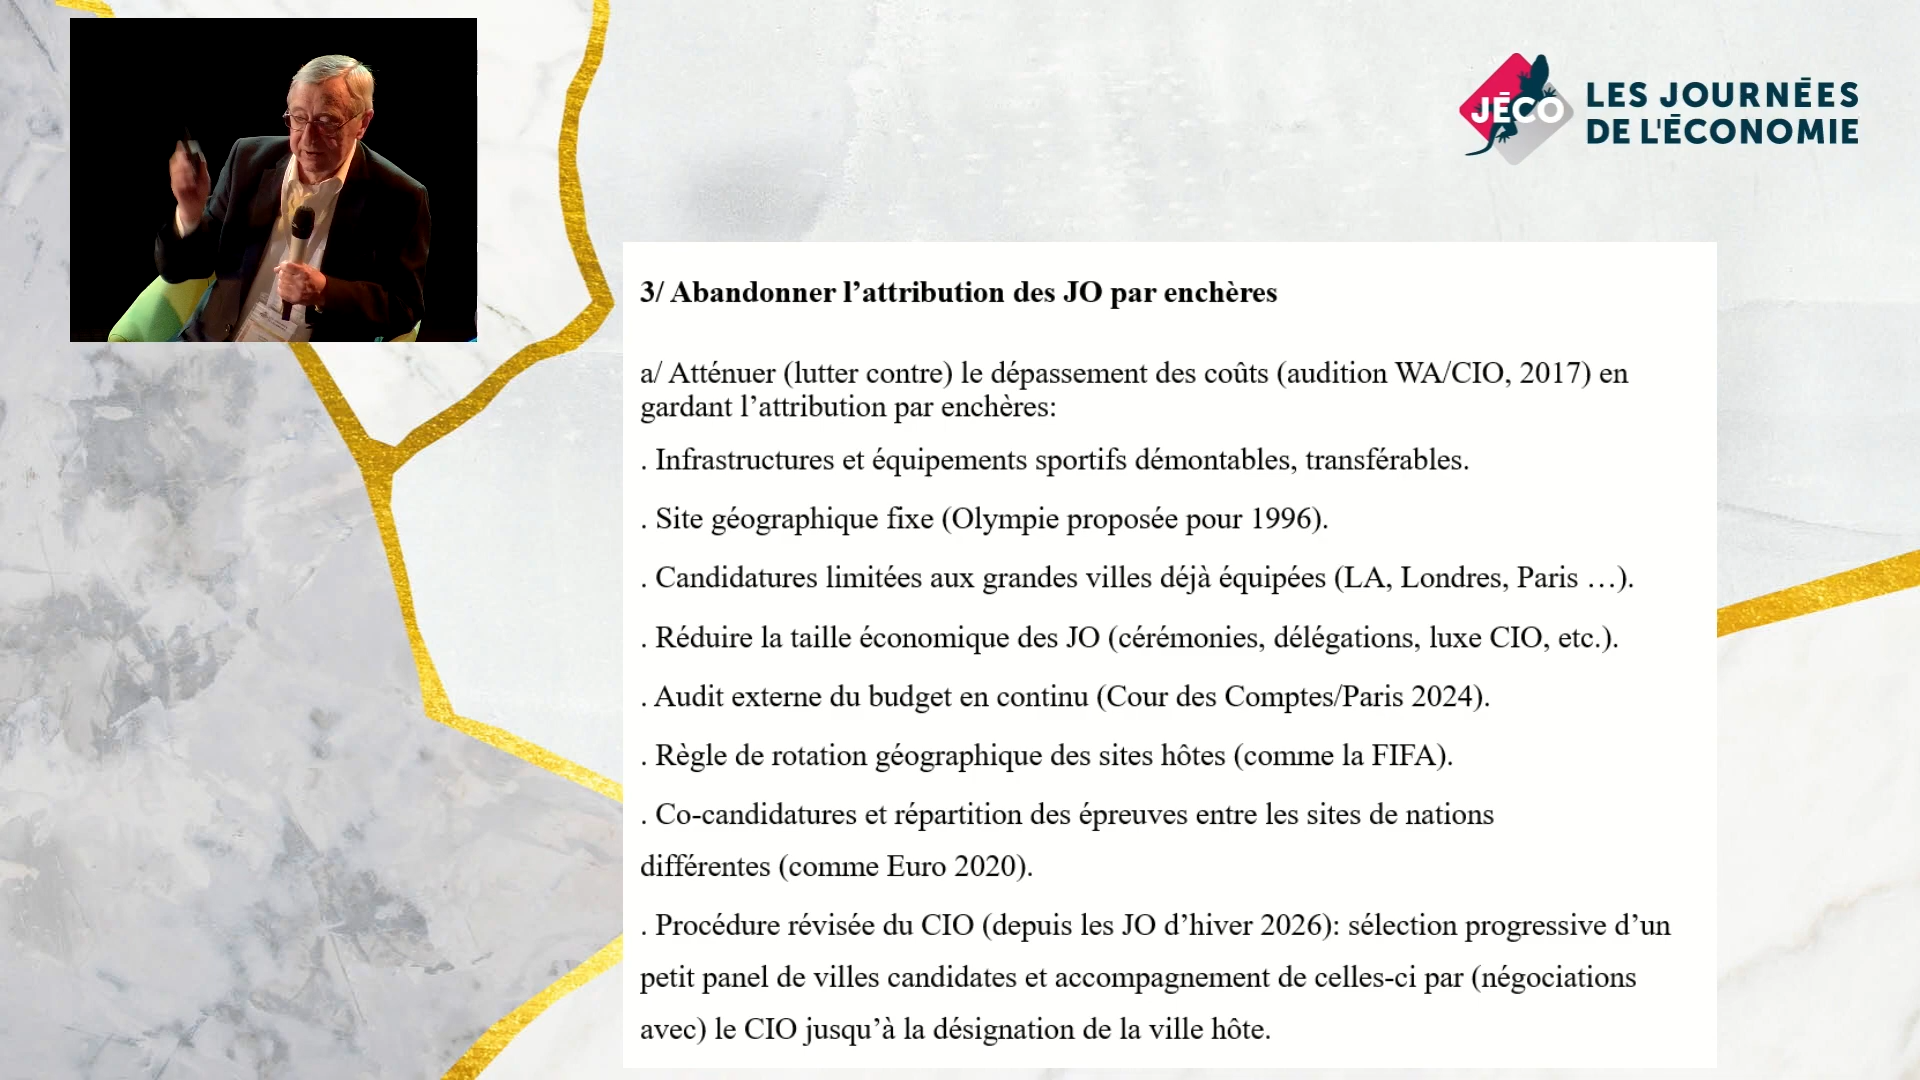 JÉCO
LES JOURNÉES
DE L'ÉCONOMIE
3/ Abandonner l’attribution des JO par enchères
a/ Atténuer (lutter contre) le dépassement des coûts (audition WA/CIO, 2017) en
gardant l’attribution par enchères:
. Infrastructures et équipements sportifs démontables, transférables.
. Site géographique fixe (Olympie proposée pour 1996).
. Candidatures limitées aux grandes villes déjà équipées (LA, Londres, Paris …).
. Réduire la taille économique des JO (cérémonies, délégations, luxe CIO, etc.).
. Audit externe du budget en continu (Cour des Comptes/Paris 2024).
. Règle de rotation géographique des sites hôtes (comme la FIFA).
. Co-candidatures et répartition des épreuves entre les sites de nations
différentes (comme Euro 2020).
. Procédure révisée du CIO (depuis les JO d’hiver 2026): sélection progressive d’un
petit panel de villes candidates et accompagnement de celles-ci par (négociations
avec) le CIO jusqu’à la désignation de la ville hôte.